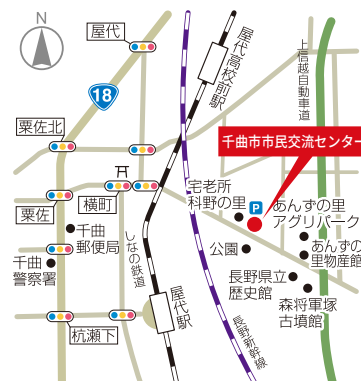 N
屋代
18
屋代高校前駅
上信越自動車道
粟佐北
千曲市市民交流センター
宅老所
科野の里
P
あんずの里
アグリパーク
横町
粟佐
千曲
郵便局
しなの鉄道
公園
あんずの
里物産館
千曲
警察署
長野県立
歴史館
屋代駅
森将軍塚
古墳館
長野新幹線
杭瀬下